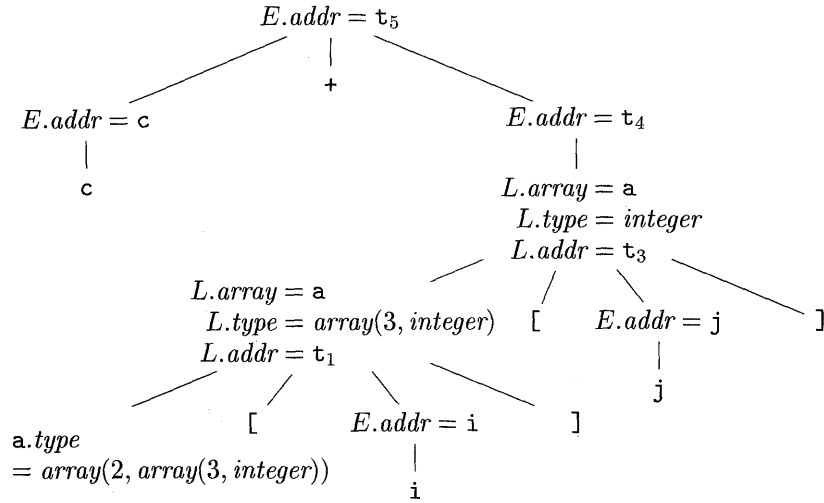 E.addr = t₅
+
E.addr = c
E.addr = t₄
c
L.array = a
L.type = integer
L.addr = t₃
L.array = a
L.type = array(3, integer)
L.addr = t₁
[
E.addr = j
]
j
a.type
= array(2, array(3, integer))
[
E.addr = i
]
i